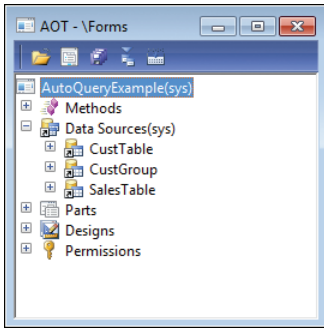 AOT - \Forms
AutoQueryExample(sys)
Methods
Data Sources(sys)
CustTable
CustGroup
SalesTable
Parts
Designs
Permissions